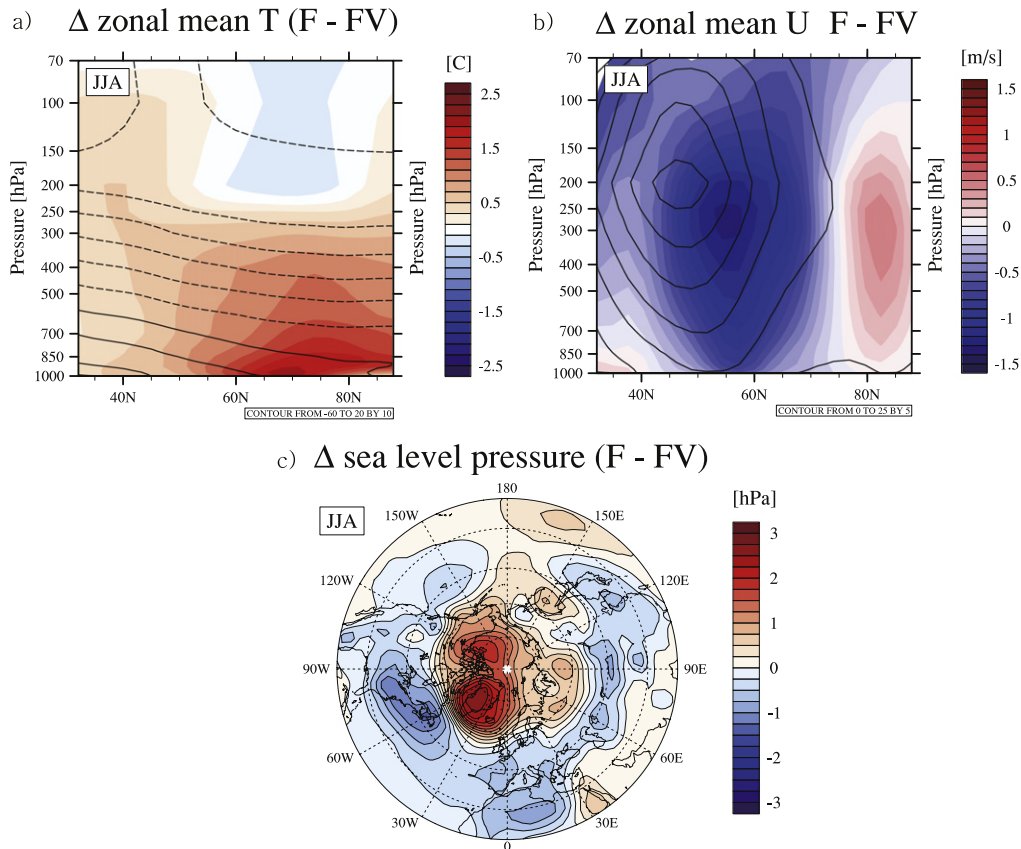 a) Δ zonal mean T (F - FV)
[C]
JJA
70
100
150
200
250
300
400
500
700
850
1000
Pressure [hPa]
40N 60N 80N
CONTOUR FROM -60 TO 20 BY 10
2.5
1.5
0.5
-0.5
-1.5
-2.5
b) Δ zonal mean U F - FV
[m/s]
JJA
70
100
150
200
250
300
400
500
700
850
1000
Pressure [hPa]
Pressure [hPa]
40N 60N 80N
CONTOUR FROM 0 TO 25 BY 5
1.5
1
0.5
0
-0.5
-1
-1.5
c) Δ sea level pressure (F - FV)
[hPa]
JJA
180
150W 150E
120W 120E
90W 90E
60W 60E
30W 30E
0
3
2
1
0
-1
-2
-3